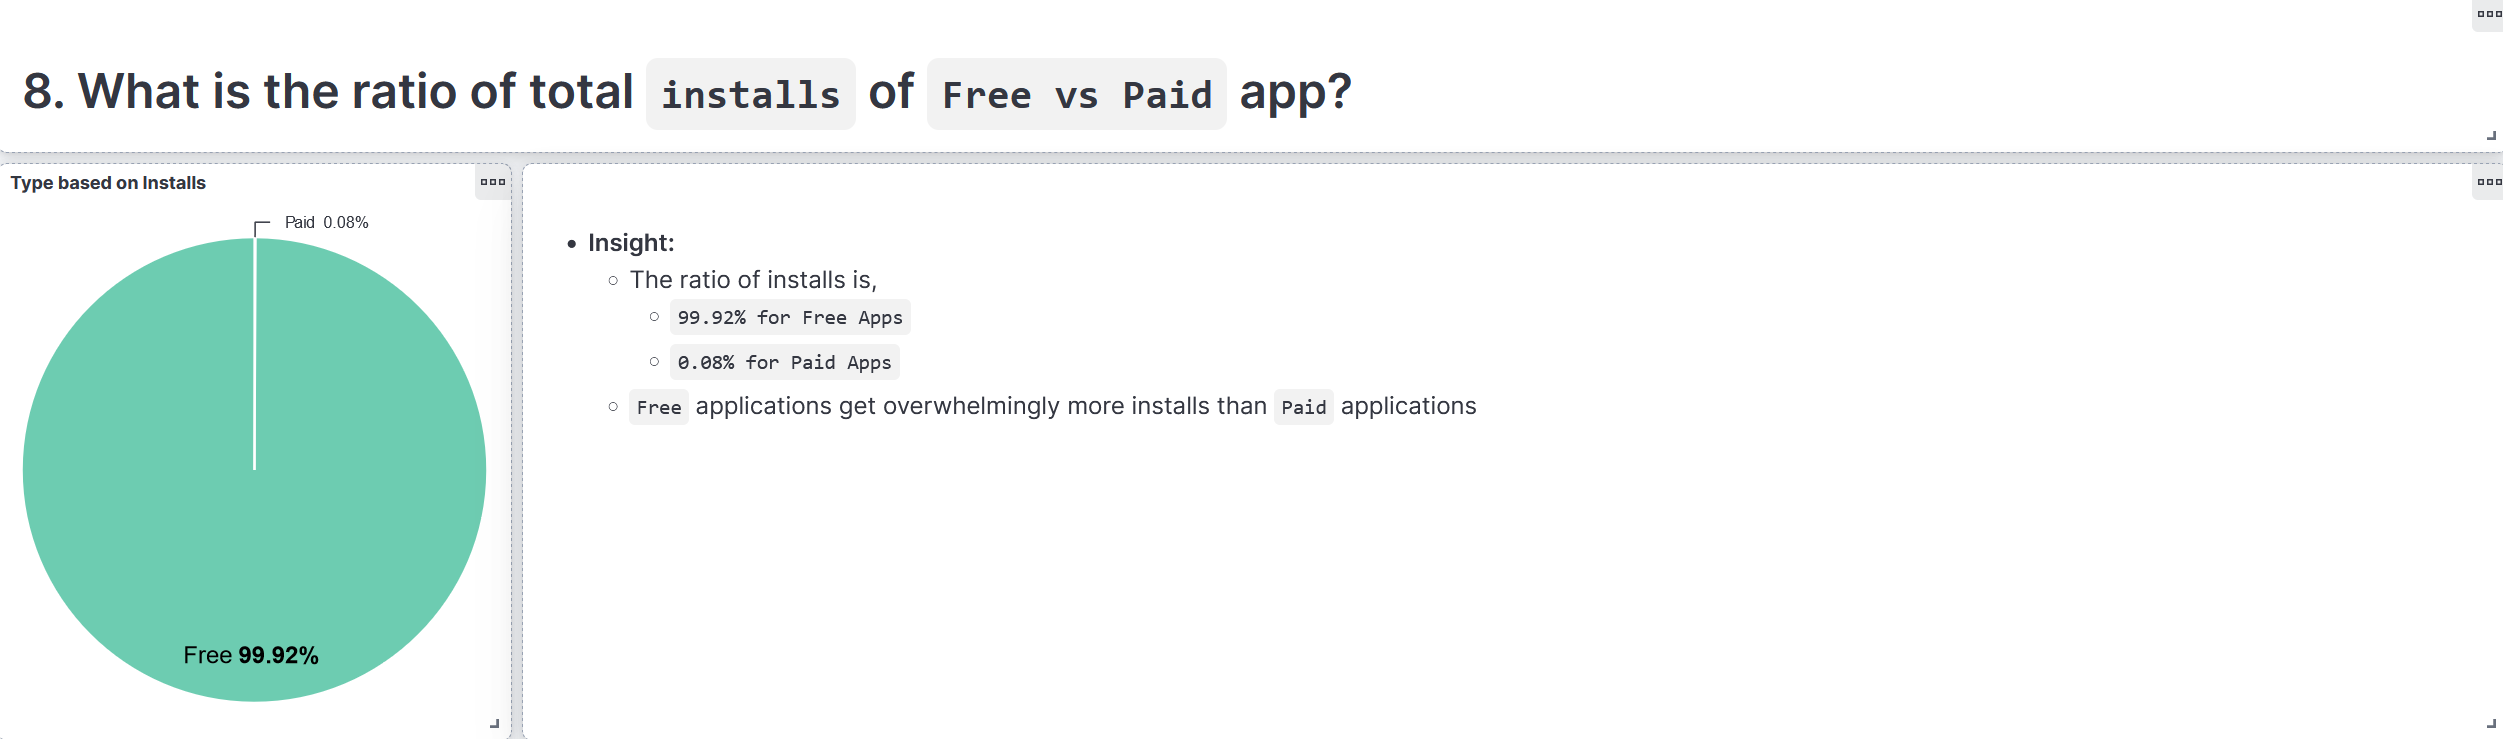 8. What is the ratio of total installs of Free vs Paid app?
Type based on Installs
Paid 0.08%
Free 99.92%
Insight:
The ratio of installs is,
99.92% for Free Apps
0.08% for Paid Apps
Free applications get overwhelmingly more installs than Paid applications